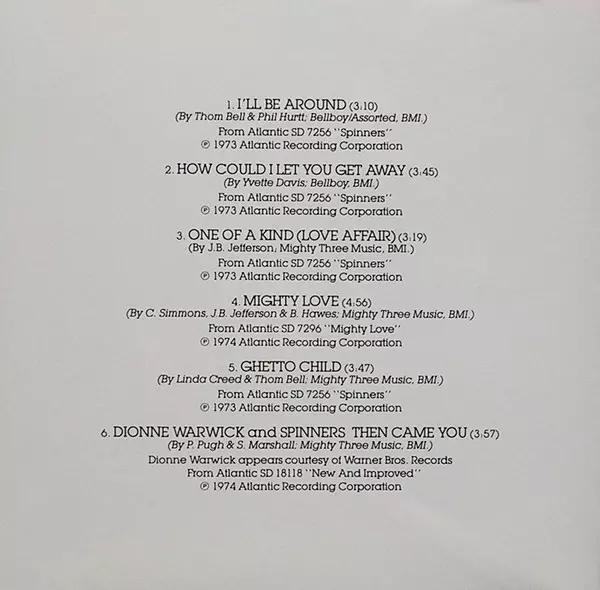 1. I'LL BE AROUND (3:10)
(By Thom Bell & Phil Hurtt; Bellboy/Assorted, BMI.)
From Atlantic SD 7256 "Spinners"
℗ 1973 Atlantic Recording Corporation
2. HOW COULD I LET YOU GET AWAY (3:45)
(By Yvette Davis; Bellboy, BMI.)
From Atlantic SD 7256 "Spinners"
℗ 1973 Atlantic Recording Corporation
3. ONE OF A KIND (LOVE AFFAIR) (3:19)
(By J.B. Jefferson; Mighty Three Music, BMI.)
From Atlantic SD 7256 "Spinners"
℗ 1973 Atlantic Recording Corporation
4. MIGHTY LOVE (4:56)
(By C. Simmons, J.B. Jefferson & B. Hawes; Mighty Three Music, BMI.)
From Atlantic SD 7296 "Mighty Love"
℗ 1974 Atlantic Recording Corporation
5. GHETTO CHILD (3:47)
(By Linda Creed & Thom Bell; Mighty Three Music, BMI.)
From Atlantic SD 7256 "Spinners"
℗ 1973 Atlantic Recording Corporation
6. DIONNE WARWICK and SPINNERS THEN CAME YOU (3:57)
(By P. Pugh & S. Marshall; Mighty Three Music, BMI.)
Dionne Warwick appears courtesy of Warner Bros. Records
From Atlantic SD 18118 "New And Improved"
℗ 1974 Atlantic Recording Corporation